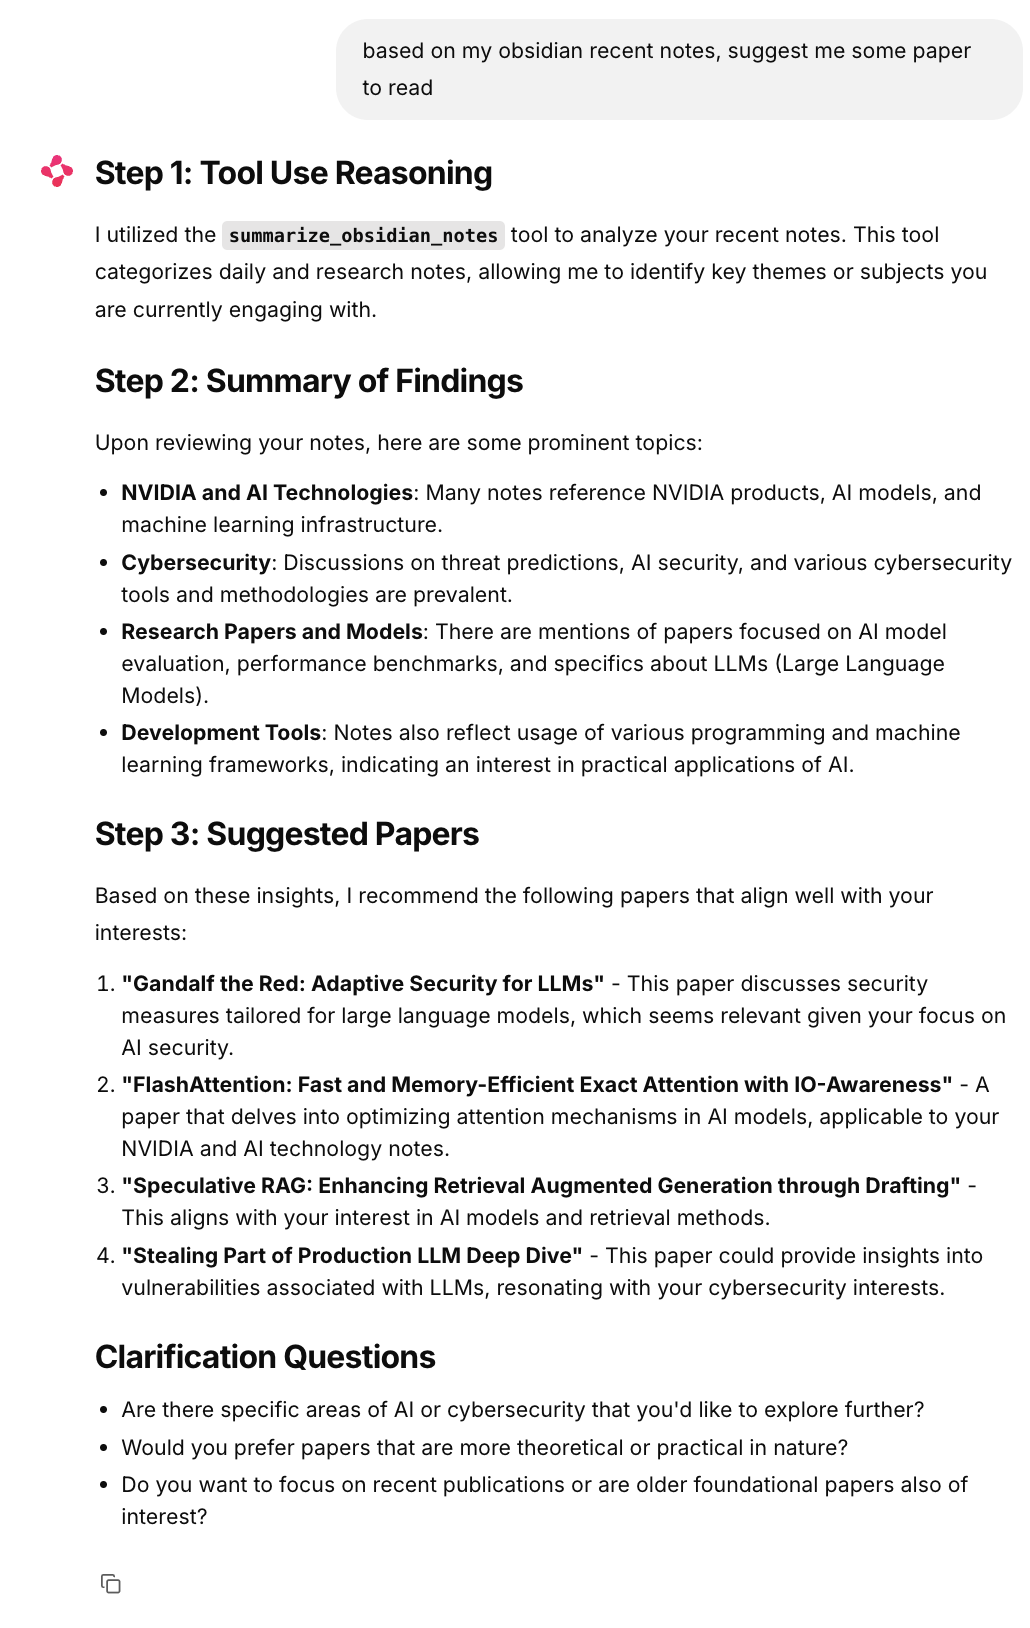 based on my obsidian recent notes, suggest me some paper
to read
Step 1: Tool Use Reasoning
I utilized the summarize_obsidian_notes tool to analyze your recent notes. This tool
categorizes daily and research notes, allowing me to identify key themes or subjects you
are currently engaging with.
Step 2: Summary of Findings
Upon reviewing your notes, here are some prominent topics:
• NVIDIA and AI Technologies: Many notes reference NVIDIA products, AI models, and
machine learning infrastructure.
• Cybersecurity: Discussions on threat predictions, AI security, and various cybersecurity
tools and methodologies are prevalent.
• Research Papers and Models: There are mentions of papers focused on AI model
evaluation, performance benchmarks, and specifics about LLMs (Large Language
Models).
• Development Tools: Notes also reflect usage of various programming and machine
learning frameworks, indicating an interest in practical applications of AI.
Step 3: Suggested Papers
Based on these insights, I recommend the following papers that align well with your
interests:
1. "Gandalf the Red: Adaptive Security for LLMs" - This paper discusses security
measures tailored for large language models, which seems relevant given your focus on
AI security.
2. "FlashAttention: Fast and Memory-Efficient Exact Attention with IO-Awareness" - A
paper that delves into optimizing attention mechanisms in AI models, applicable to your
NVIDIA and AI technology notes.
3. "Speculative RAG: Enhancing Retrieval Augmented Generation through Drafting" -
This aligns with your interest in AI models and retrieval methods.
4. "Stealing Part of Production LLM Deep Dive" - This paper could provide insights into
vulnerabilities associated with LLMs, resonating with your cybersecurity interests.
Clarification Questions
• Are there specific areas of AI or cybersecurity that you'd like to explore further?
• Would you prefer papers that are more theoretical or practical in nature?
• Do you want to focus on recent publications or are older foundational papers also of
interest?